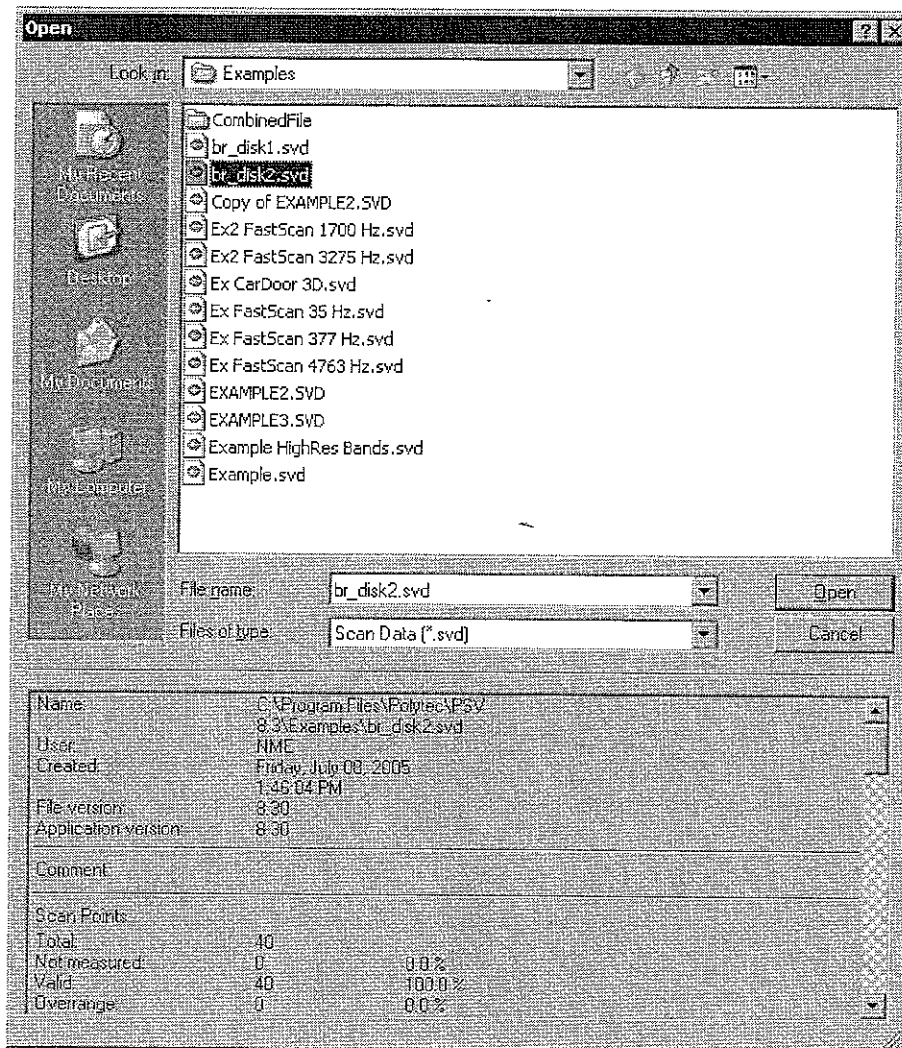 Open
Look in: Examples
CombinedFile
br_disk1.svd
br_disk2.svd
Copy of EXAMPLE2.SVD
Ex2 FastScan 1700 Hz.svd
Ex2 FastScan 3275 Hz.svd
Ex CarDoor 3D.svd
Ex FastScan 35 Hz.svd
Ex FastScan 377 Hz.svd
Ex FastScan 4763 Hz.svd
EXAMPLE2.SVD
EXAMPLE3.SVD
Example HighRes Bands.svd
Example.svd
My Recent
Documents
Desktop
My Documents
My Computer
My Network
Places
File name: br_disk2.svd Open
Files of type: Scan Data (*.svd) Cancel
Name: C:\Program Files\Polytec\PSV
8.3\Examples\br_disk2.svd
User: NME
Created: Friday, July 08, 2005
1:46:04 PM
File version: 8.30
Application version: 8.30
Comment:
Scan Points
Total: 40
Not measured: 0 0.0 %
Valid: 40 100.0 %
Overrange: 0 0.0 %